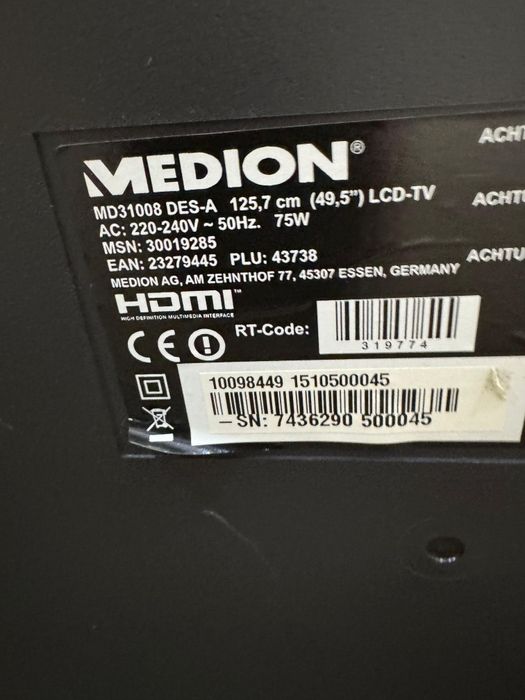 MEDION®
MD31008 DES-A 125,7 cm (49,5") LCD-TV
AC: 220-240V ~ 50Hz. 75W
MSN: 30019285
EAN: 23279445 PLU: 43738
MEDION AG, AM ZEHNTHOF 77, 45307 ESSEN, GERMANY
HDMI™
HIGH DEFINITION MULTIMEDIA INTERFACE
CE
RT-Code:
319774
10098449 1510500045
– SN: 7436290 500045
ACHT
ACHTU
ACHTU